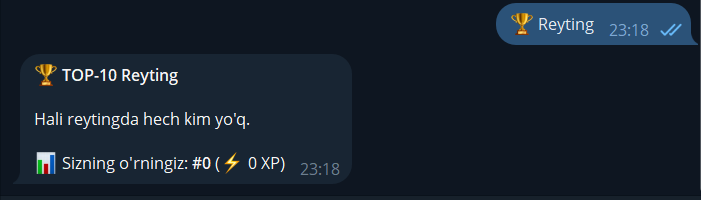 🏆 Reyting 23:18
🏆 TOP-10 Reyting
Hali reytingda hech kim yo'q.
📊 Sizning o'rningiz: #0 (⚡ 0 XP) 23:18